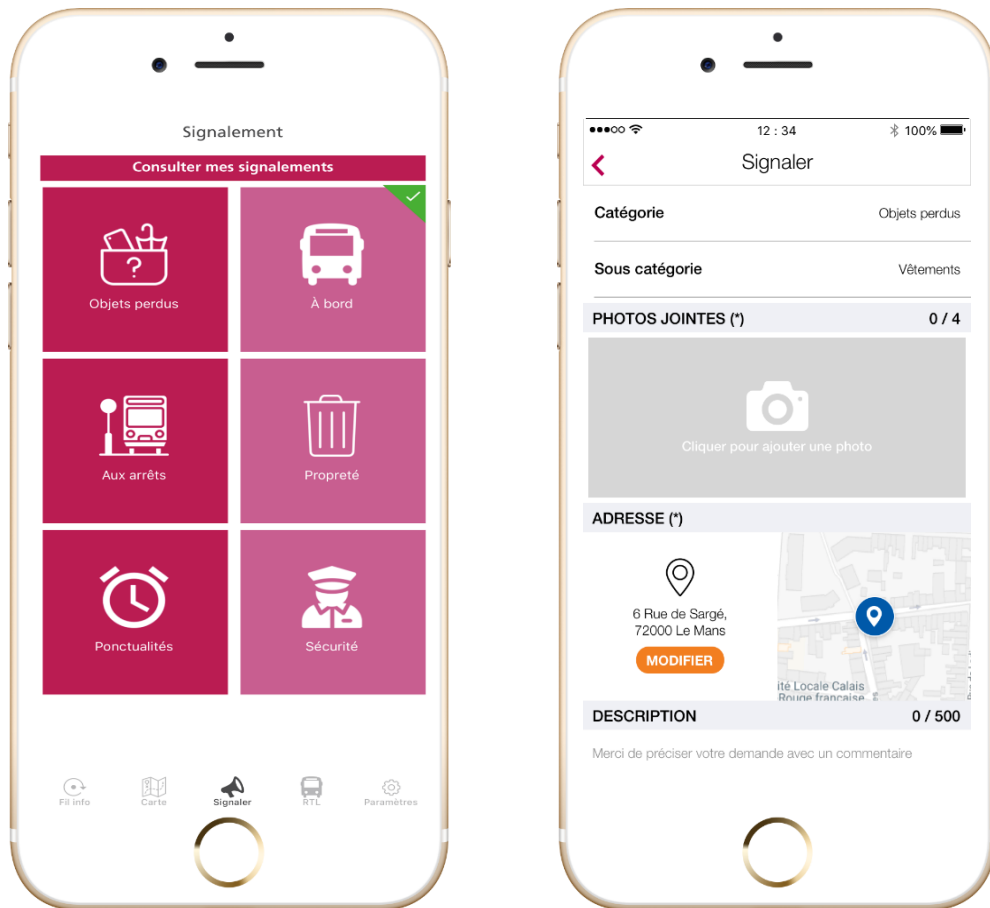 Signalement
Consulter mes signalements
?
Objets perdus
À bord
Aux arrêts
Propreté
Ponctualités
Sécurité
Fil info
Carte
Signaler
RTL
Paramètres
12 : 34
100%
Signaler
Catégorie
Objets perdus
Sous catégorie
Vêtements
PHOTOS JOINTES (*)
0 / 4
Cliquer pour ajouter une photo
ADRESSE (*)
6 Rue de Sargé,
72000 Le Mans
MODIFIER
ité Locale Calais
Rouge française
DESCRIPTION
0 / 500
Merci de préciser votre demande avec un commentaire